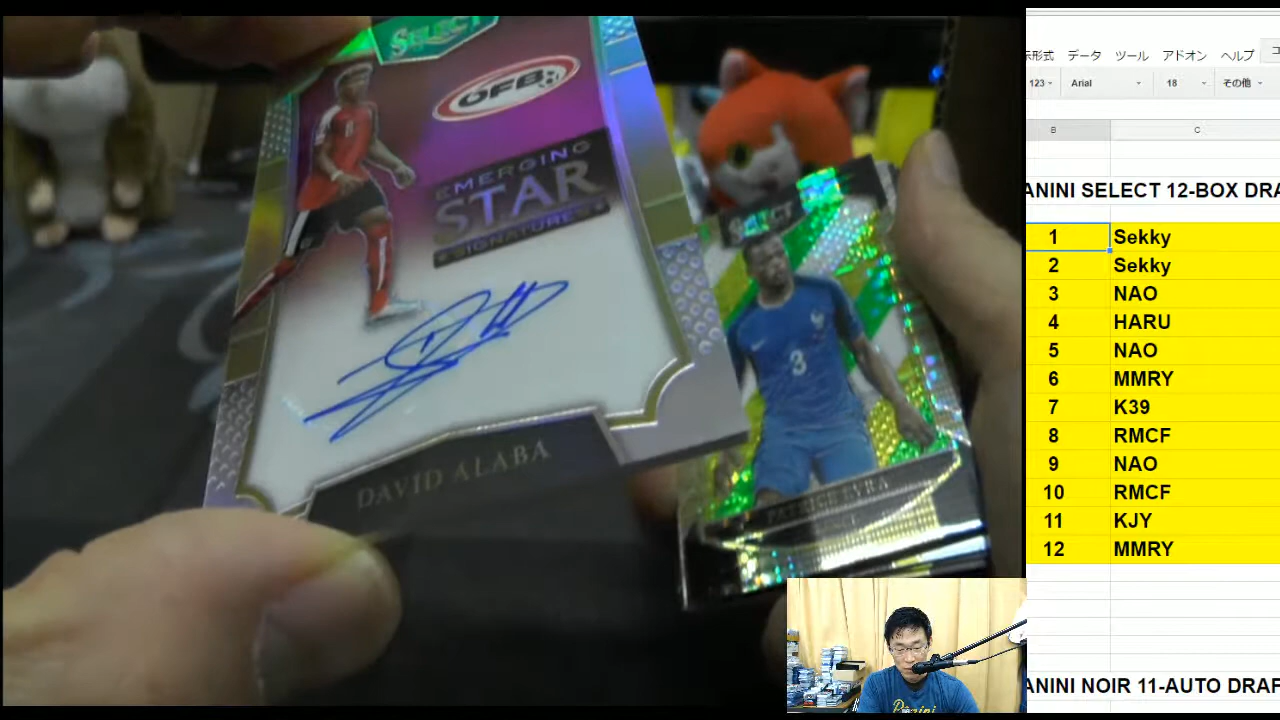 SELECT
OFB
EMERGING
STAR
SIGNATURES
DAVID ALABA
SELECT
3
PATRICE EVRA
Panini
示形式 データ ツール アドオン ヘルプ コ
123 Arial 18 その他
B C
ANINI SELECT 12-BOX DRA
1 Sekky
2 Sekky
3 NAO
4 HARU
5 NAO
6 MMRY
7 K39
8 RMCF
9 NAO
10 RMCF
11 KJY
12 MMRY
ANINI NOIR 11-AUTO DRAF